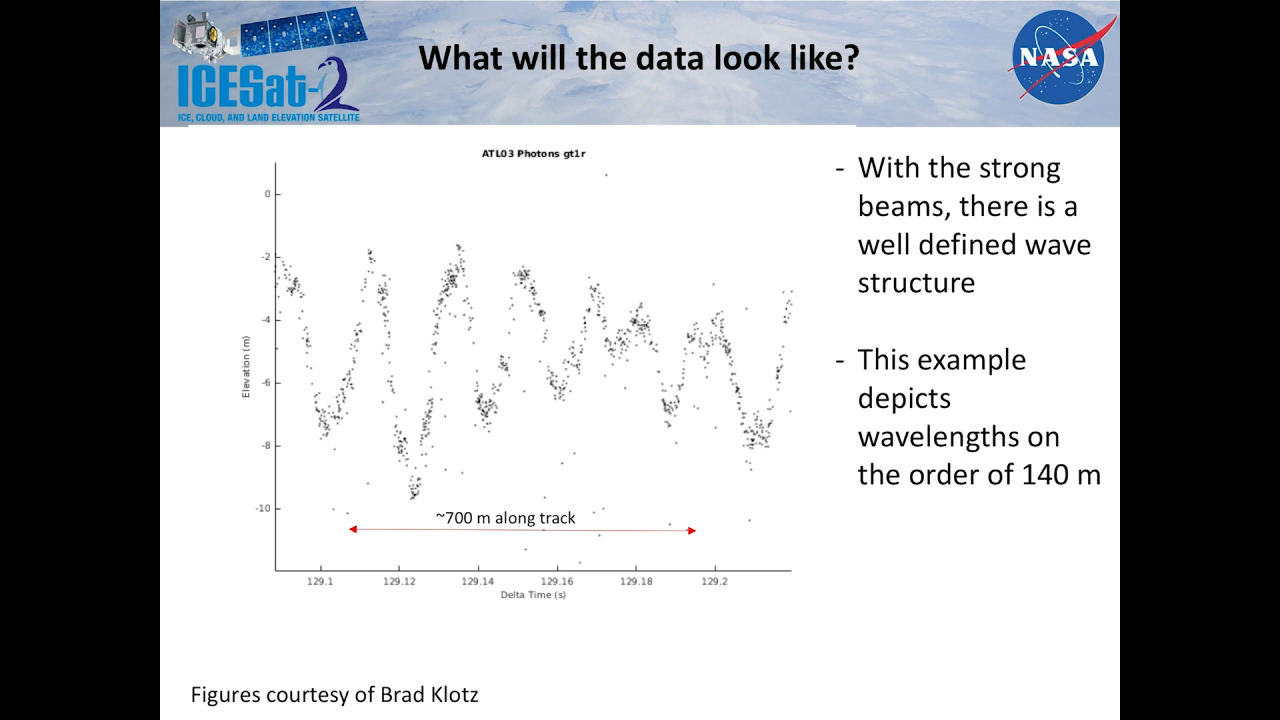 What will the data look like?
NASA
ICESat-2
ICE, CLOUD, AND LAND ELEVATION SATELLITE
ATL03 Photons gt1r
0
-2
-4
-6
-8
-10
Elevation (m)
~700 m along track
129.1 129.12 129.14 129.16 129.18 129.2
Delta Time (s)
- With the strong
beams, there is a
well defined wave
structure
- This example
depicts
wavelengths on
the order of 140 m
Figures courtesy of Brad Klotz